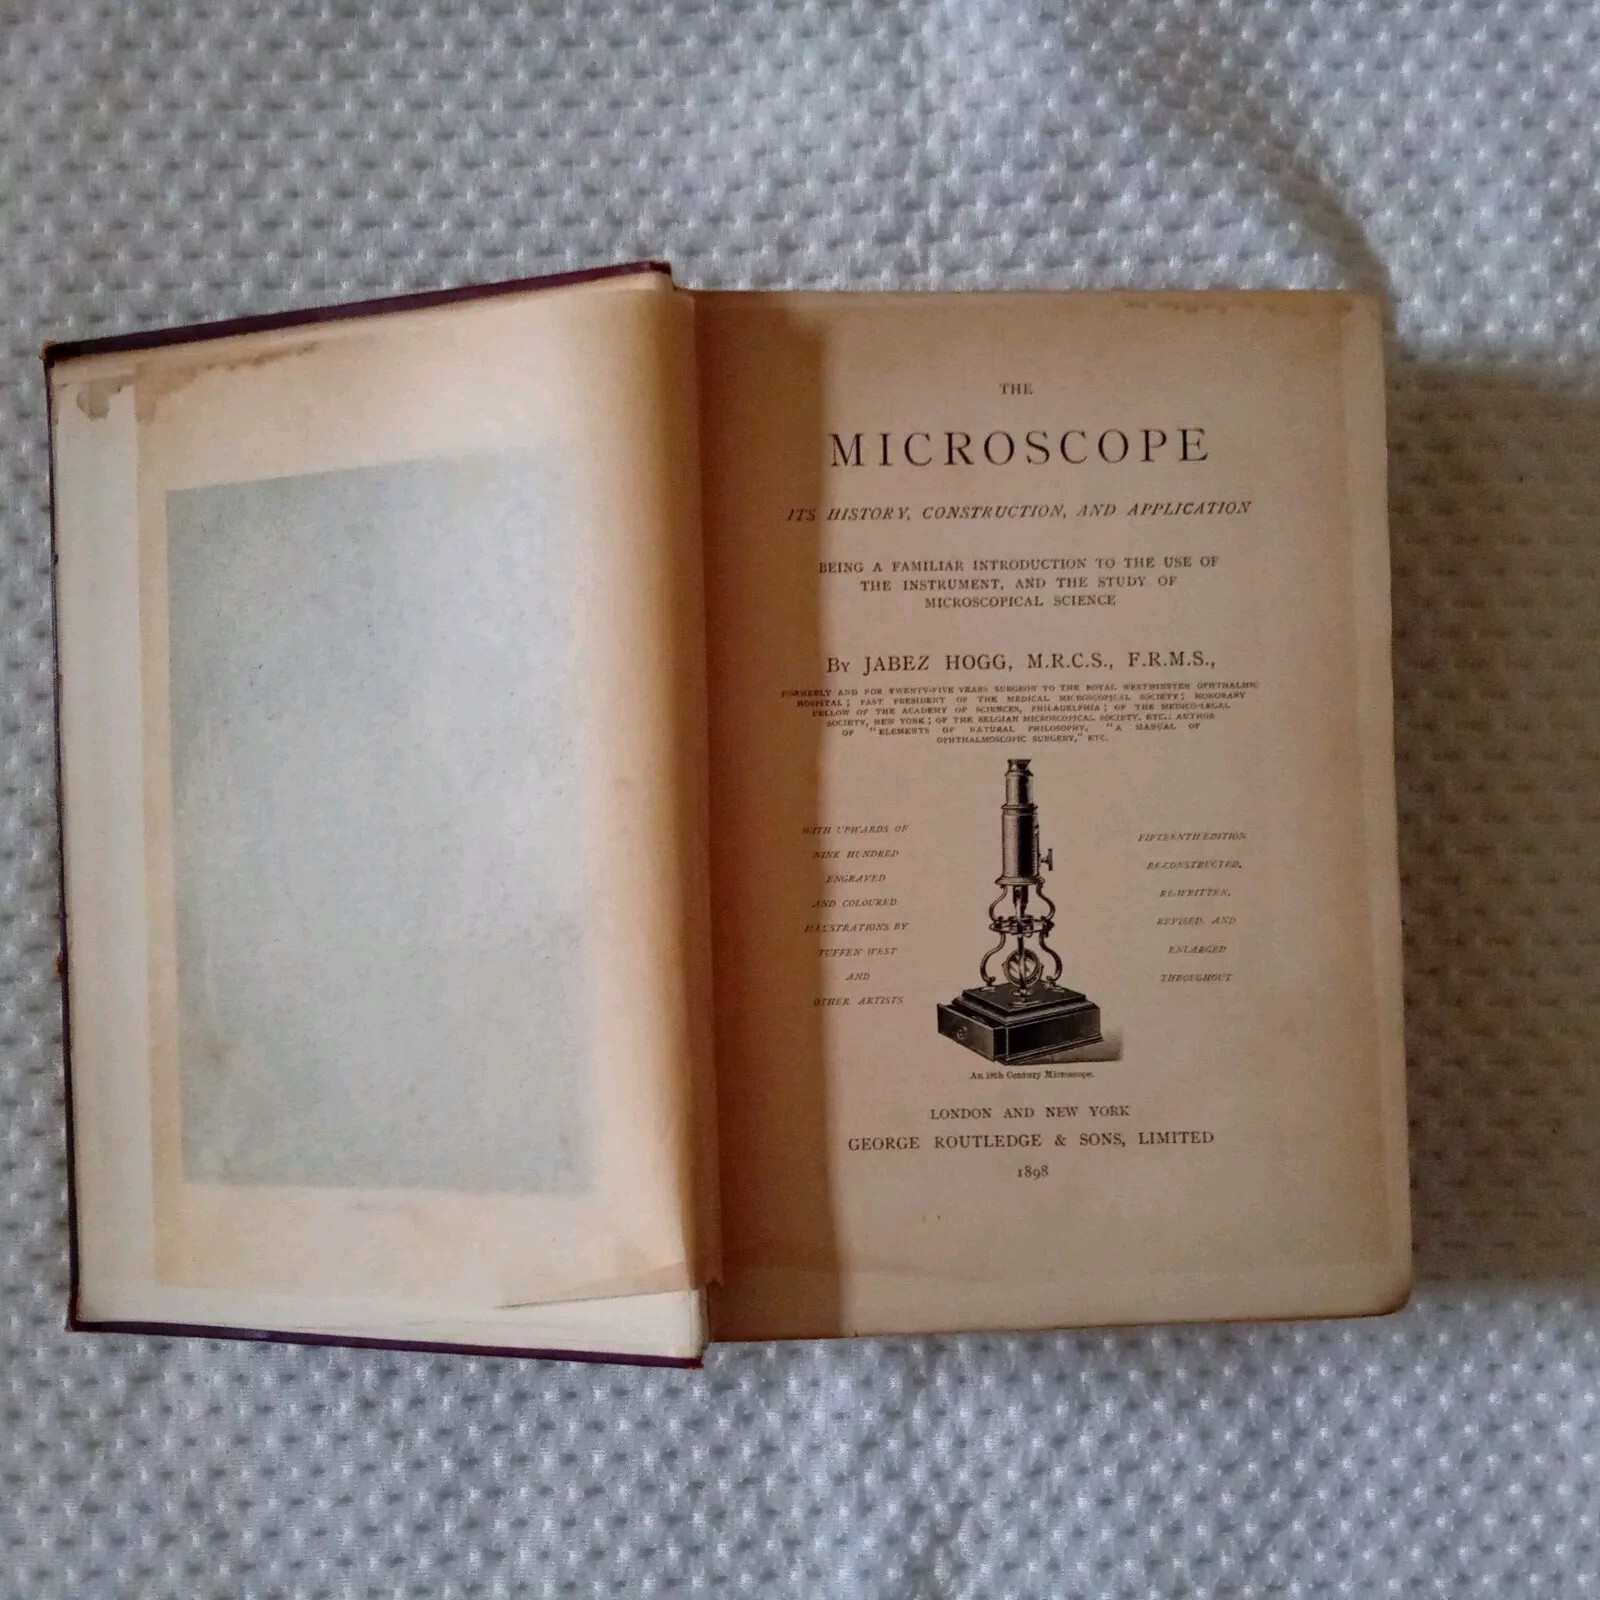 THE
MICROSCOPE
ITS HISTORY, CONSTRUCTION, AND APPLICATION
BEING A FAMILIAR INTRODUCTION TO THE USE OF
THE INSTRUMENT, AND THE STUDY OF
MICROSCOPICAL SCIENCE
By JABEZ HOGG, M.R.C.S., F.R.M.S.,
FORMERLY AND FOR TWENTY-FIVE YEARS SURGEON TO THE ROYAL WESTMINSTER OPHTHALMIC
HOSPITAL; PAST PRESIDENT OF THE MEDICAL MICROSCOPICAL SOCIETY; HONORARY
FELLOW OF THE ACADEMY OF SCIENCES, PHILADELPHIA; OF THE MEDICO-LEGAL
SOCIETY, NEW YORK; OF THE BELGIAN MICROSCOPICAL SOCIETY, ETC.; AUTHOR
OF "ELEMENTS OF NATURAL PHILOSOPHY, "A MANUAL OF
OPHTHALMOSCOPIC SURGERY," ETC.
WITH UPWARDS OF
NINE HUNDRED
ENGRAVED
AND COLOURED
ILLUSTRATIONS BY
TUFFEN WEST
AND
OTHER ARTISTS
FIFTEENTH EDITION
RE-CONSTRUCTED,
RE-WRITTEN,
REVISED, AND
ENLARGED
THROUGHOUT
An 18th Century Microscope.
LONDON AND NEW YORK
GEORGE ROUTLEDGE & SONS, LIMITED
1898